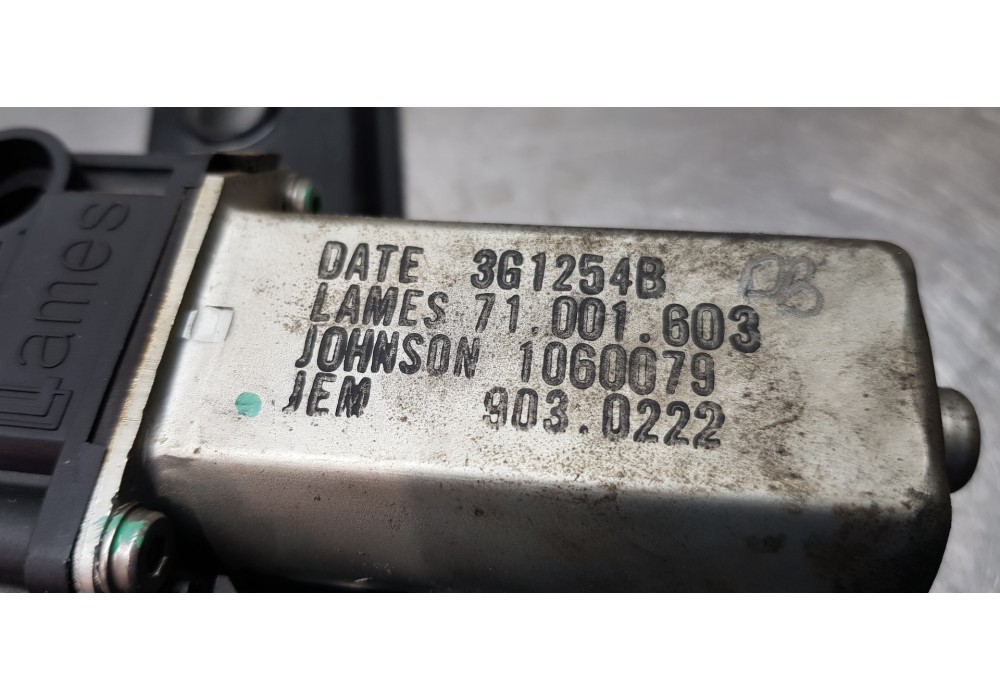 Lames
DATE 3G1254B
LAMES 71.001.603
JOHNSON 1060079
JEM 903.0222